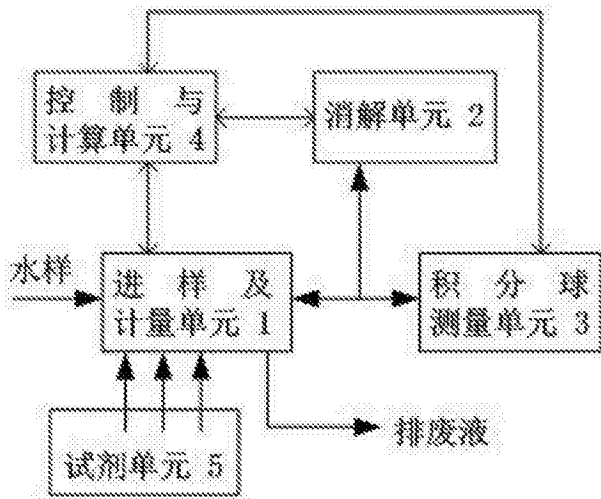 控制与
计算单元 4
消解单元 2
水样
进样及
计量单元 1
积分球
测量单元 3
排废液
试剂单元 5